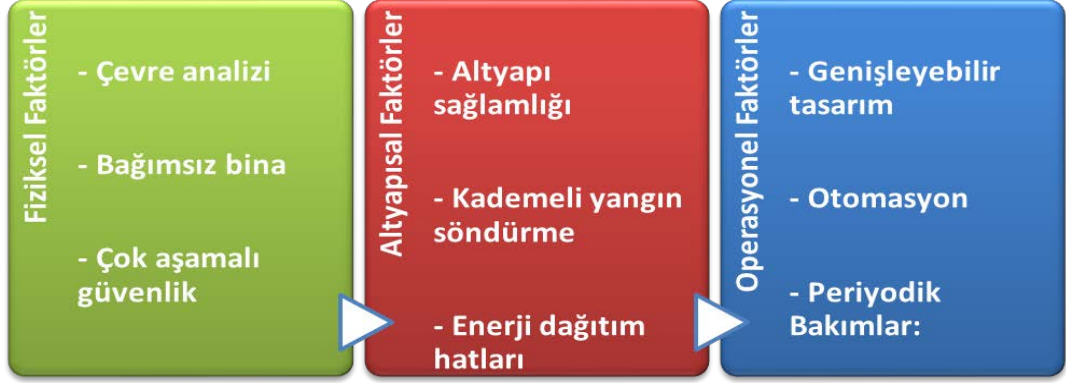 Fiziksel Faktörler
- Çevre analizi
- Bağımsız bina
- Çok aşamalı
güvenlik
Altyapısal Faktörler
- Altyapı
sağlamlığı
- Kademeli yangın
söndürme
- Enerji dağıtım
hatları
Operasyonel Faktörler
- Genişleyebilir
tasarım
- Otomasyon
- Periyodik
Bakımlar: